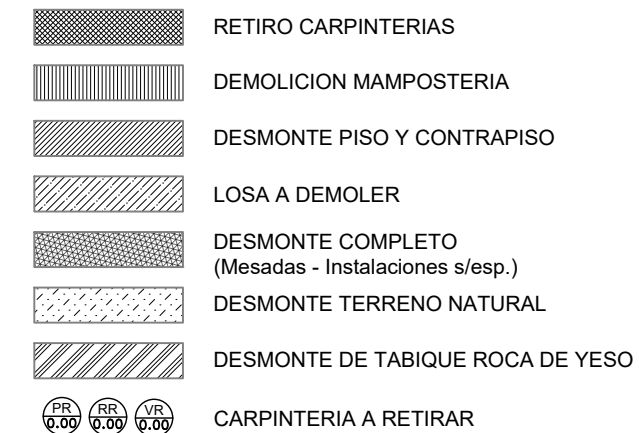 RETIRO CARPINTERIAS
DEMOLICION MAMPOSTERIA
DESMONTE PISO Y CONTRAPISO
LOSA A DEMOLER
DESMONTE COMPLETO
(Mesadas - Instalaciones s/esp.)
DESMONTE TERRENO NATURAL
DESMONTE DE TABIQUE ROCA DE YESO
PR 0.00 RR 0.00 VR 0.00 CARPINTERIA A RETIRAR